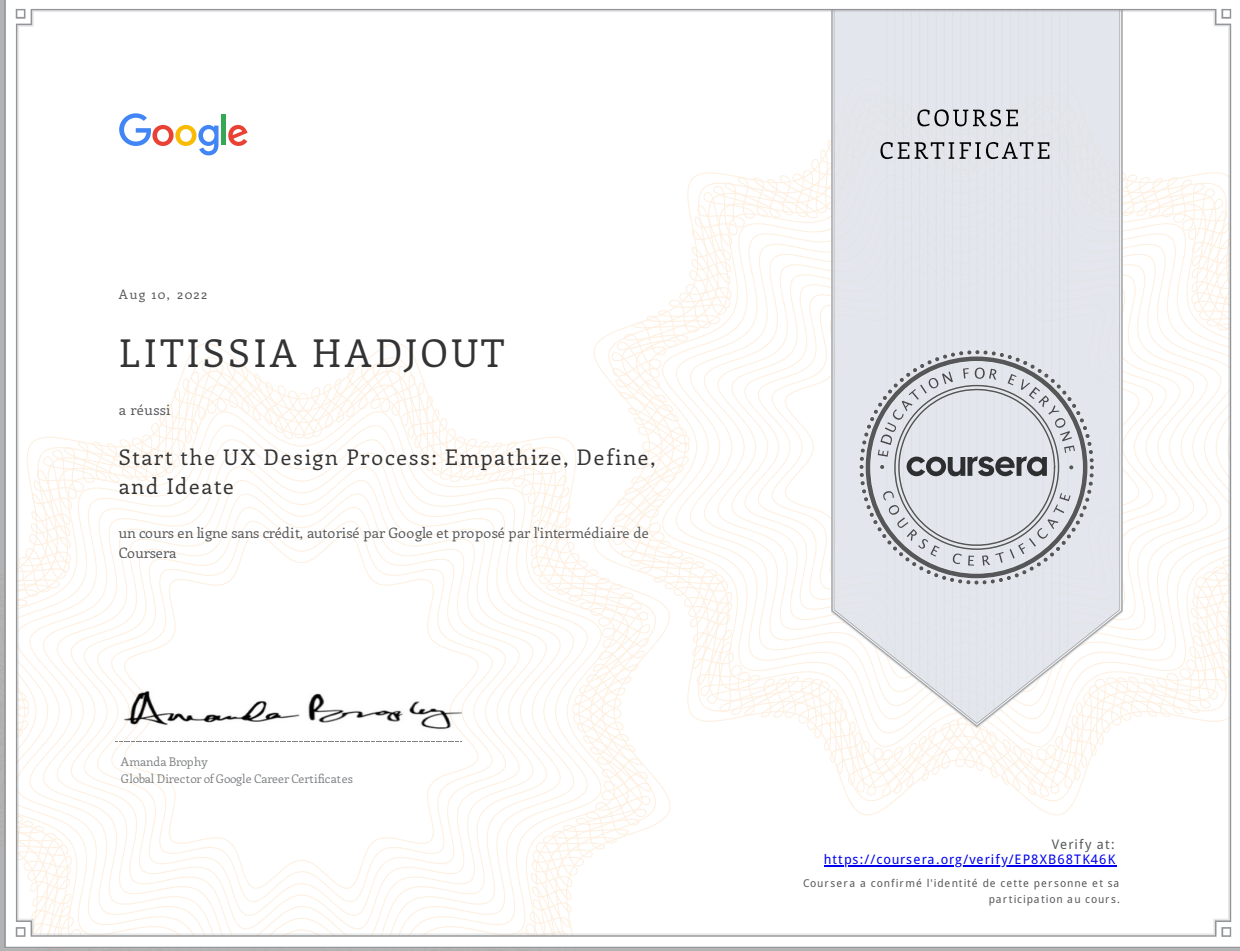 Google
COURSE
CERTIFICATE
Aug 10, 2022
LITISSIA HADJOUT
a réussi
Start the UX Design Process: Empathize, Define,
and Ideate
un cours en ligne sans crédit, autorisé par Google et proposé par l'intermédiaire de
Coursera
EDUCATION FOR EVERYONE
coursera
COURSE CERTIFICATE
Amanda Brophy
Amanda Brophy
Global Director of Google Career Certificates
Verify at:
https://coursera.org/verify/EP8XB68TK46K
Coursera a confirmé l'identité de cette personne et sa
participation au cours.